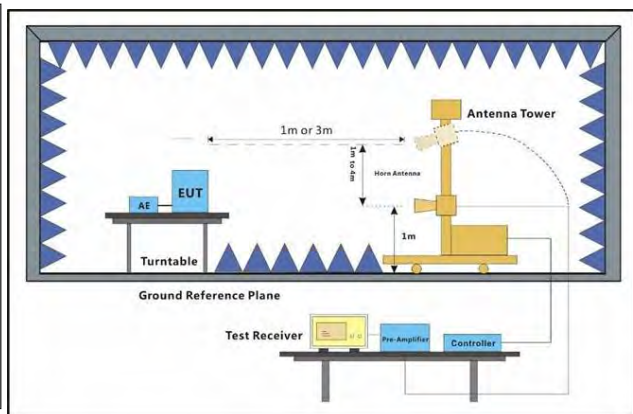 Antenna Tower
1m or 3m
1m to 4m
Horn Antenna
EUT
AE
1m
Turntable
Ground Reference Plane
Test Receiver
Pre-Amplifier
Controller